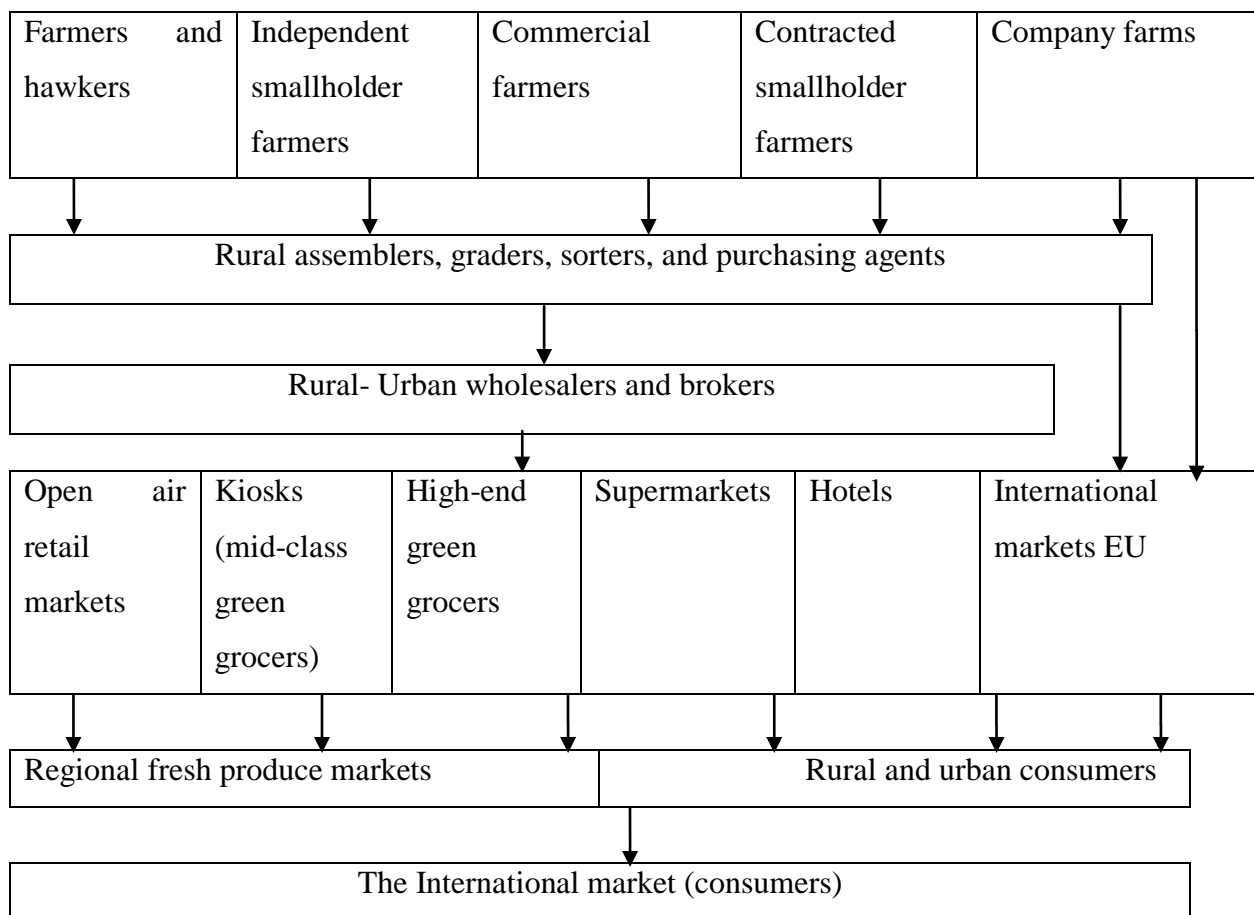 Farmers and
hawkers
Independent
smallholder
farmers
Commercial
farmers
Contracted
smallholder
farmers
Company farms
Rural assemblers, graders, sorters, and purchasing agents
Rural- Urban wholesalers and brokers
Open air
retail
markets
Kiosks
(mid-class
green
grocers)
High-end
green
grocers
Supermarkets
Hotels
International
markets EU
Regional fresh produce markets
Rural and urban consumers
The International market (consumers)